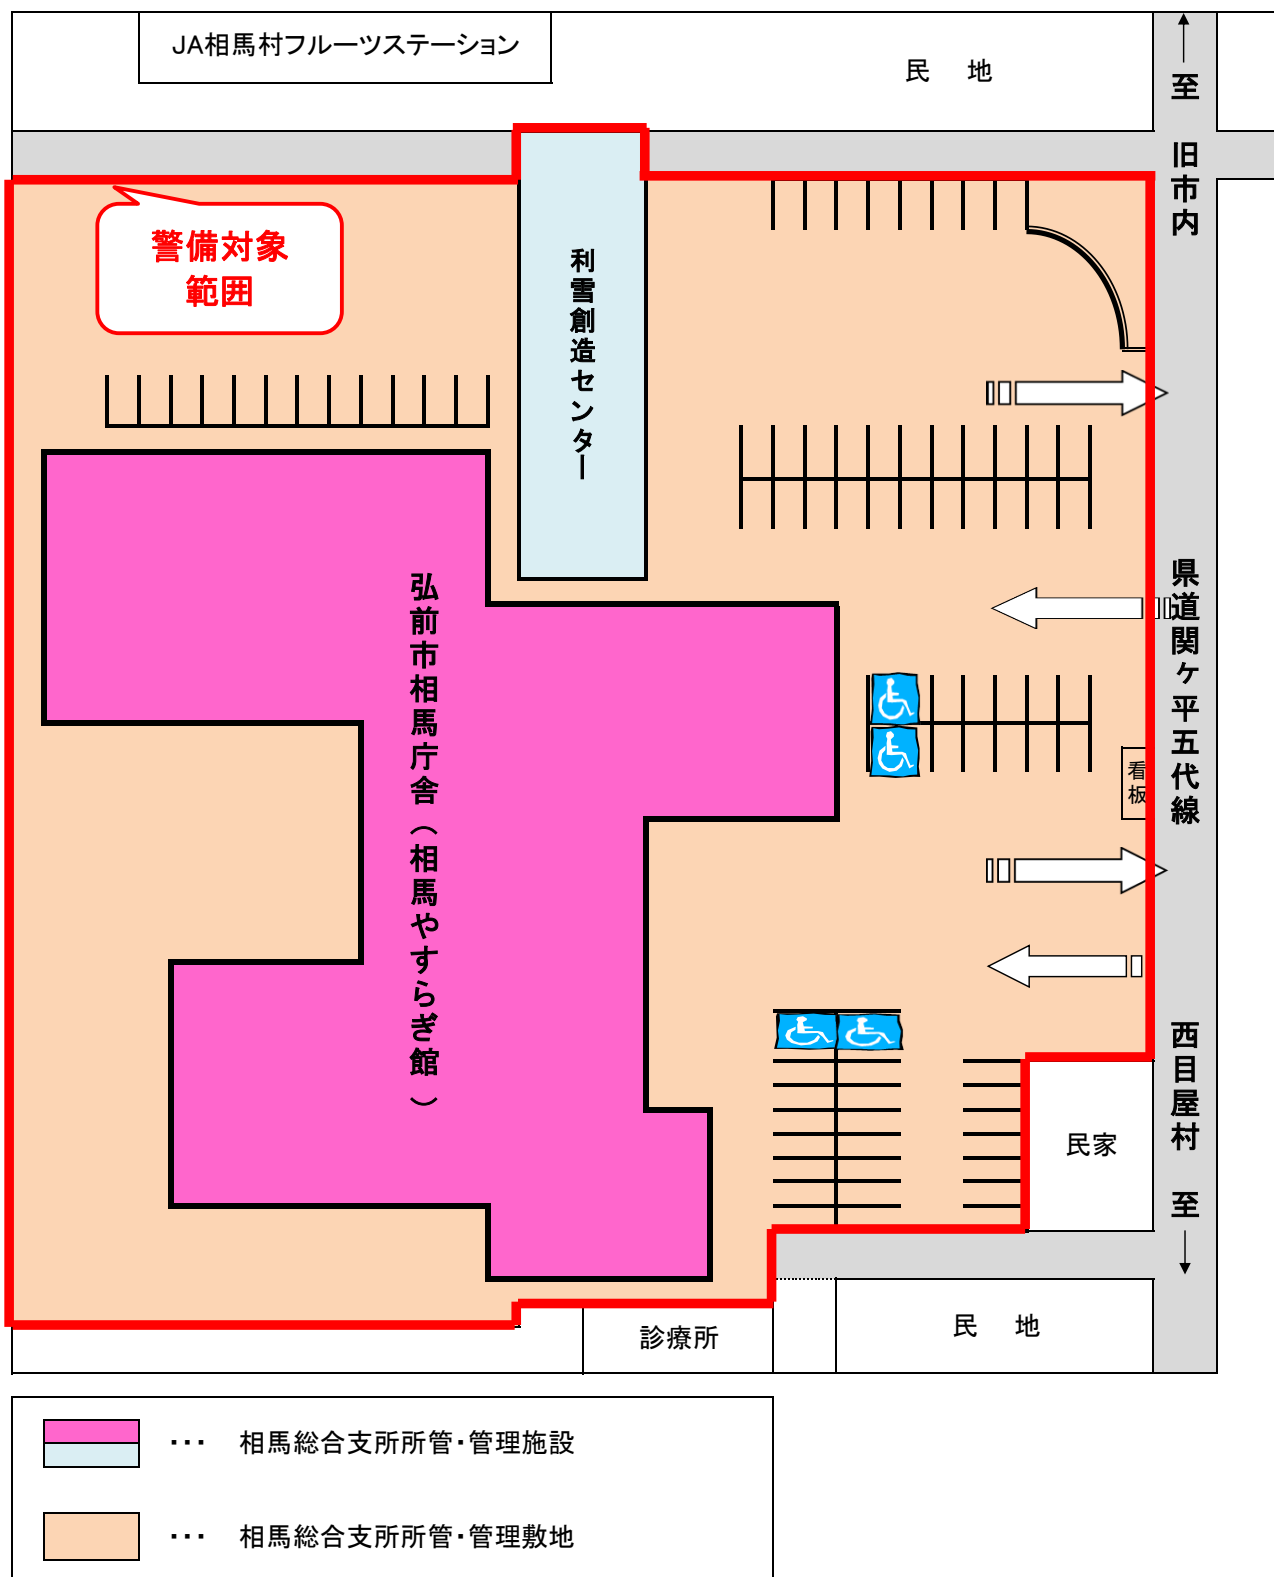 JA相馬村フルーツステーション
民　地
至　旧市内
警備対象
範囲
利雪創造センター
弘前市相馬庁舎（相馬やすらぎ館）
県道関ヶ平五代線
看板
西目屋村　至
民家
診療所
民　地
･･･　相馬総合支所所管・管理施設
･･･　相馬総合支所所管・管理敷地